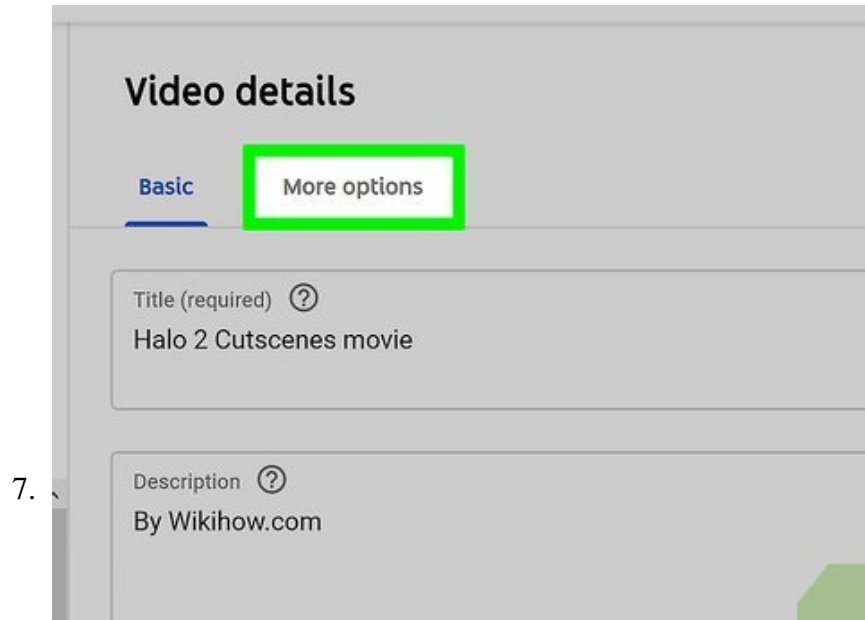 Video details
Basic More options
Title (required) ?
Halo 2 Cutscenes movie
7.
Description ?
By Wikihow.com